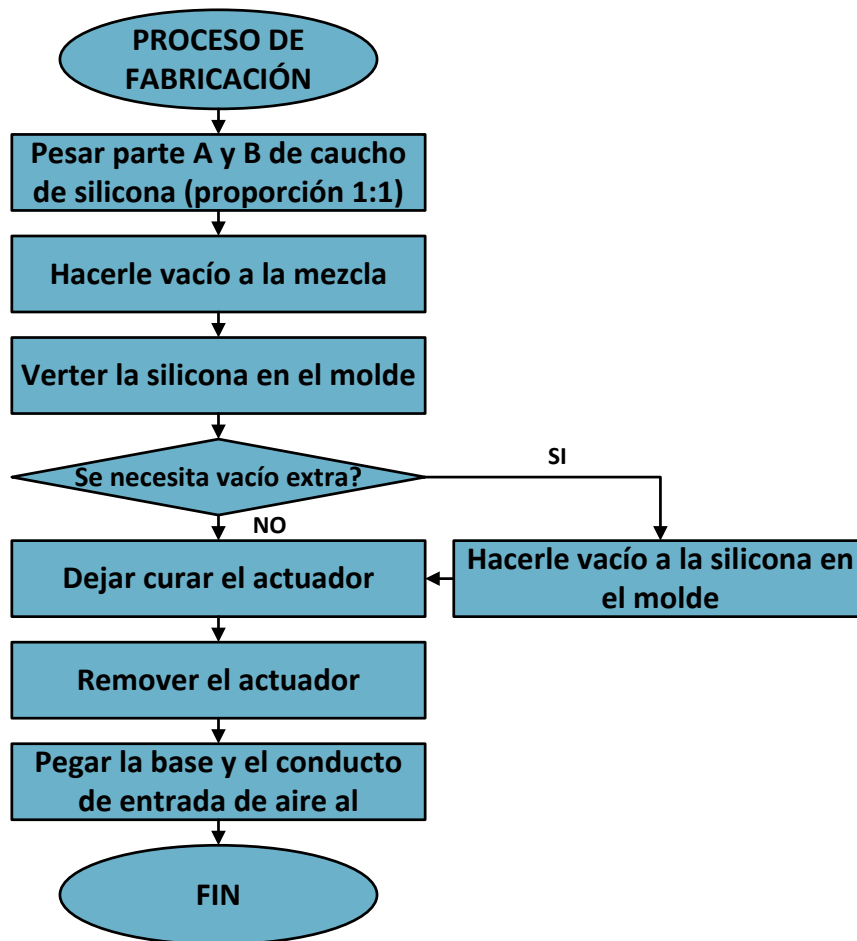 PROCESO DE
FABRICACIÓN
Pesar parte A y B de caucho
de silicona (proporción 1:1)
Hacerle vacío a la mezcla
Verter la silicona en el molde
Se necesita vacío extra?
SI
NO
Dejar curar el actuador
Hacerle vacío a la silicona en
el molde
Remover el actuador
Pegar la base y el conducto
de entrada de aire al
FIN